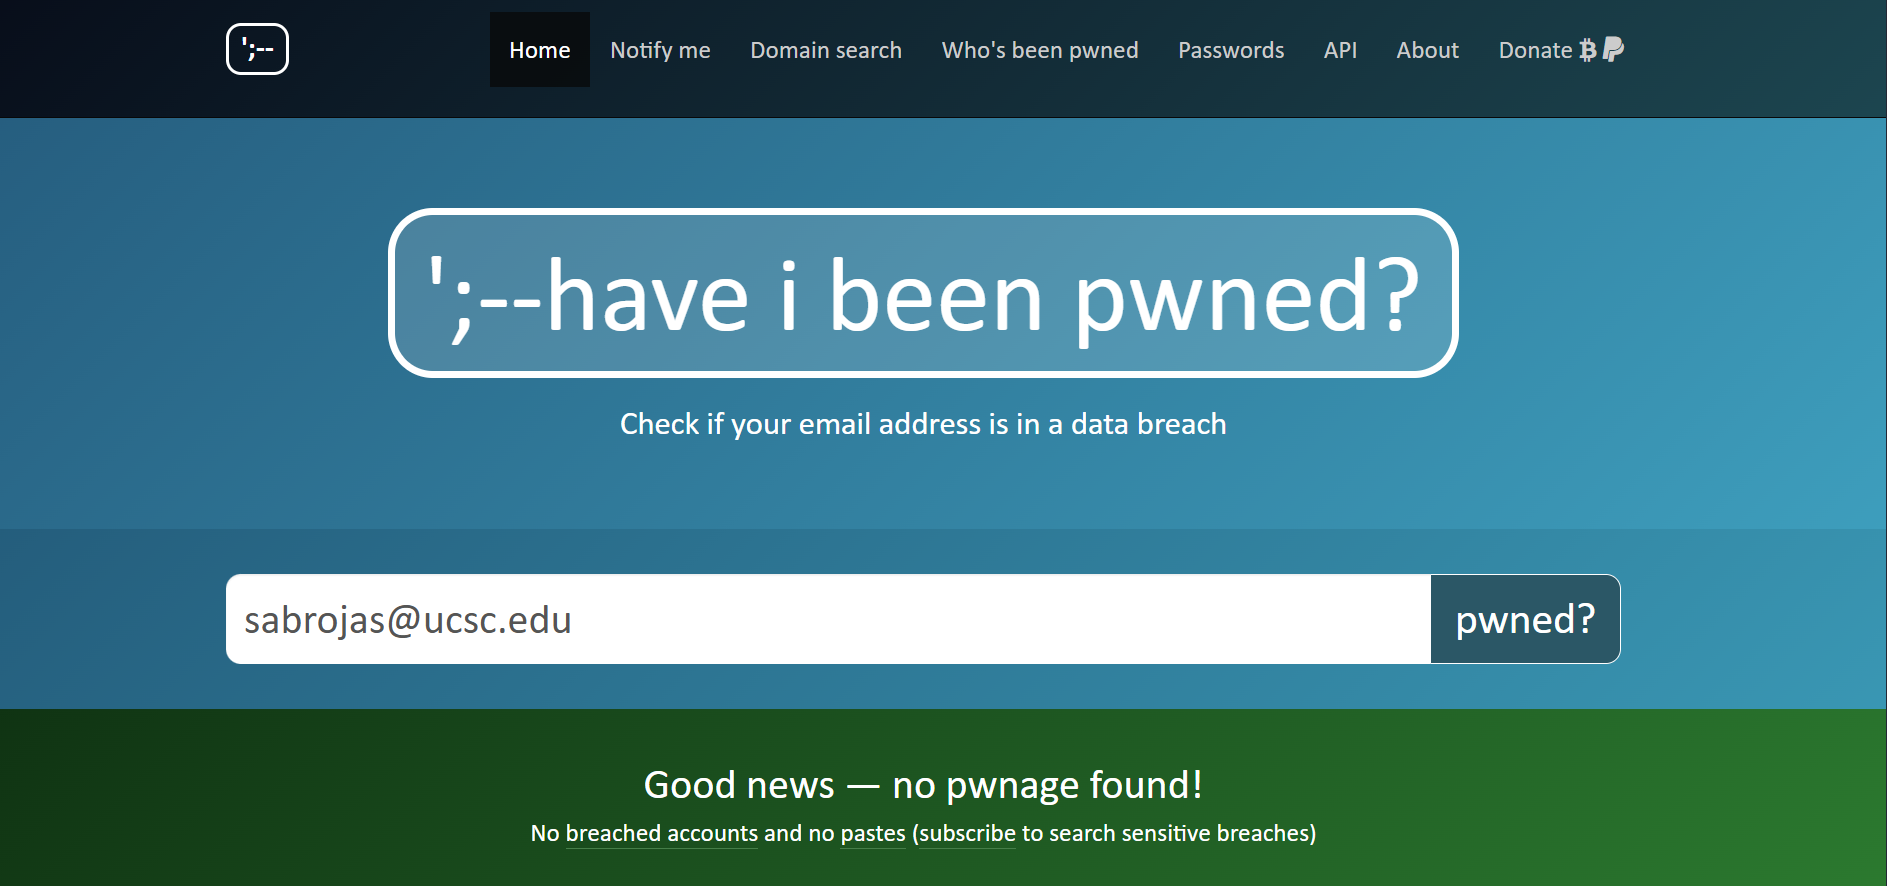 ';--
Home Notify me Domain search Who's been pwned Passwords API About Donate
';--have i been pwned?
Check if your email address is in a data breach
sabrojas@ucsc.edu pwned?
Good news — no pwnage found!
No breached accounts and no pastes (subscribe to search sensitive breaches)